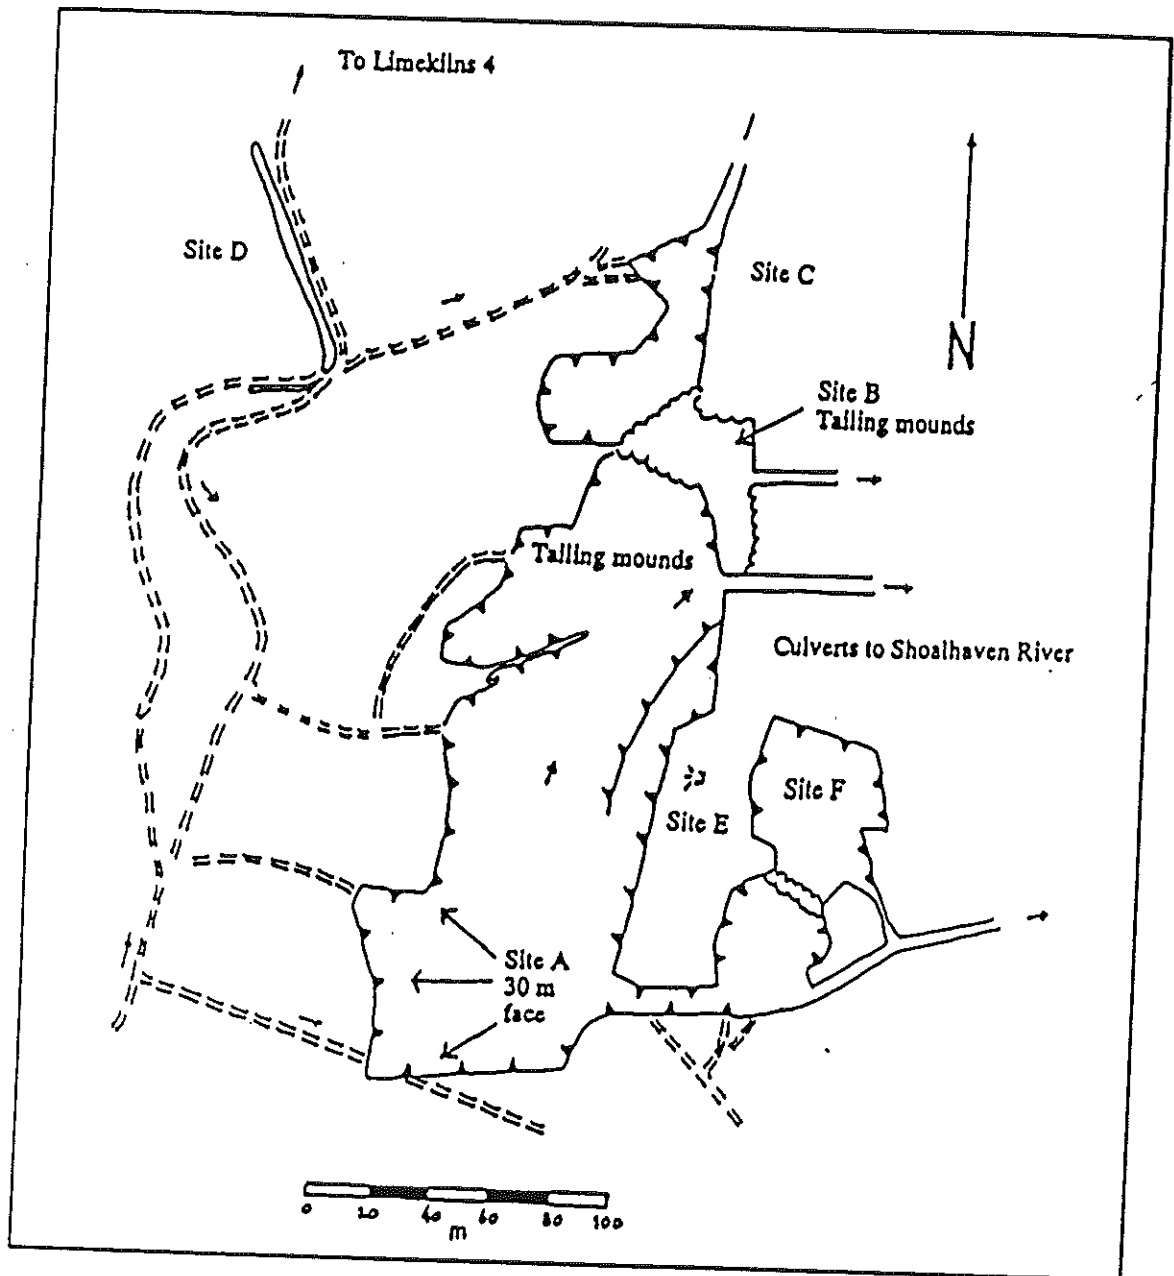 To Limekilns 4
Site D
Site C
N
Site B
Tailing mounds
Tailing mounds
Culverts to Shoalhaven River
Site F
Site E
Site A
30 m
face
0 20 40 60 80 100
m